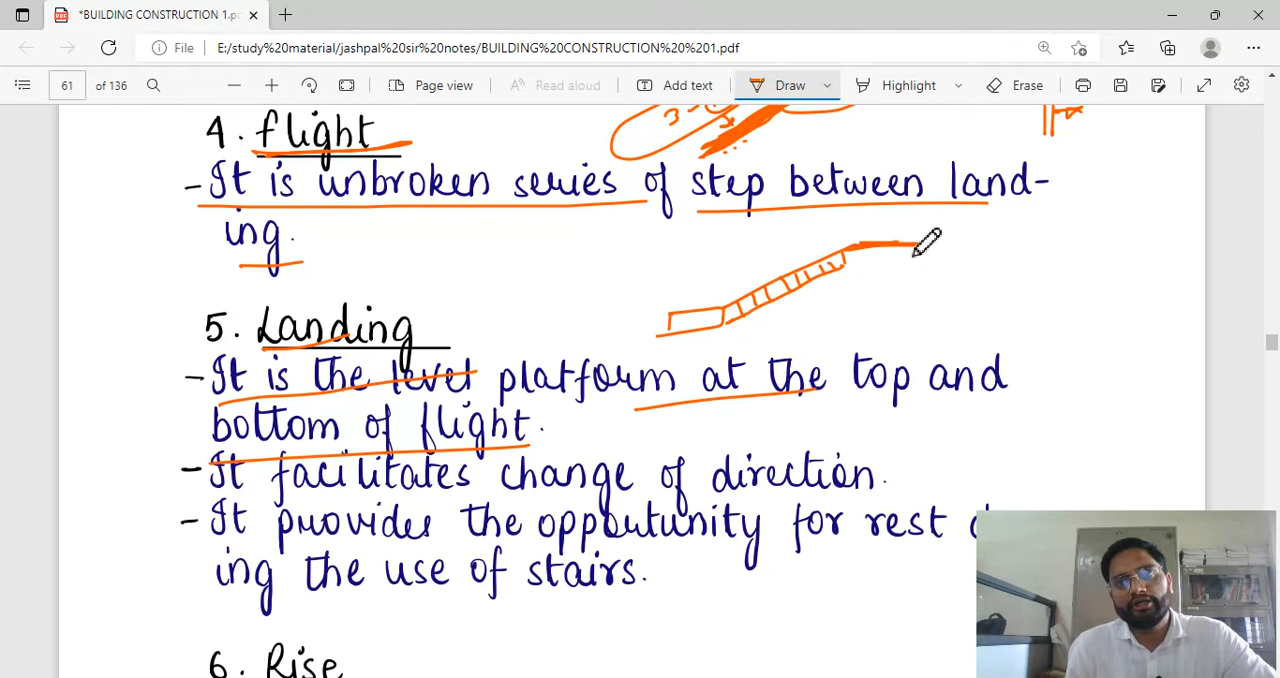 *BUILDING CONSTRUCTION 1.pc
File
E:/study%20material/jashpal%20sir%20notes/BUILDING%20CONSTRUCTION%20%201.pdf
61 of 136
Page view
Read aloud
Add text
Draw
Highlight
Erase
4. flight
- It is unbroken series of step between land-
ing.
5. Landing
- It is the level platform at the top and
bottom of flight.
- It facilitates change of direction.
- It provides the opportunity for rest d
ing the use of stairs.
6. Rise